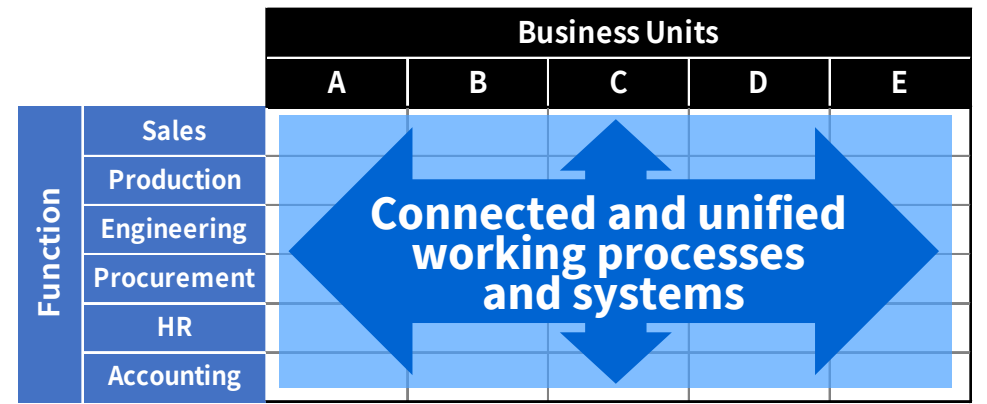 Business Units
A B C D E
Function
Sales
Production
Engineering
Procurement
HR
Accounting
Connected and unified
working processes
and systems